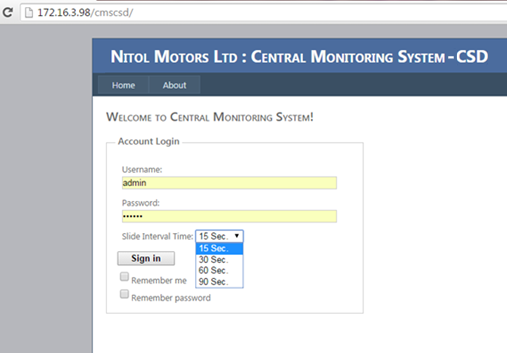 172.16.3.98/cmscsd/
Nitol Motors Ltd : Central Monitoring System-CSD
Home About
Welcome to Central Monitoring System!
Account Login
Username:
admin
Password:
••••••
Slide Interval Time: 15 Sec.
15 Sec.
30 Sec.
Sign in 60 Sec.
90 Sec.
Remember me
Remember password